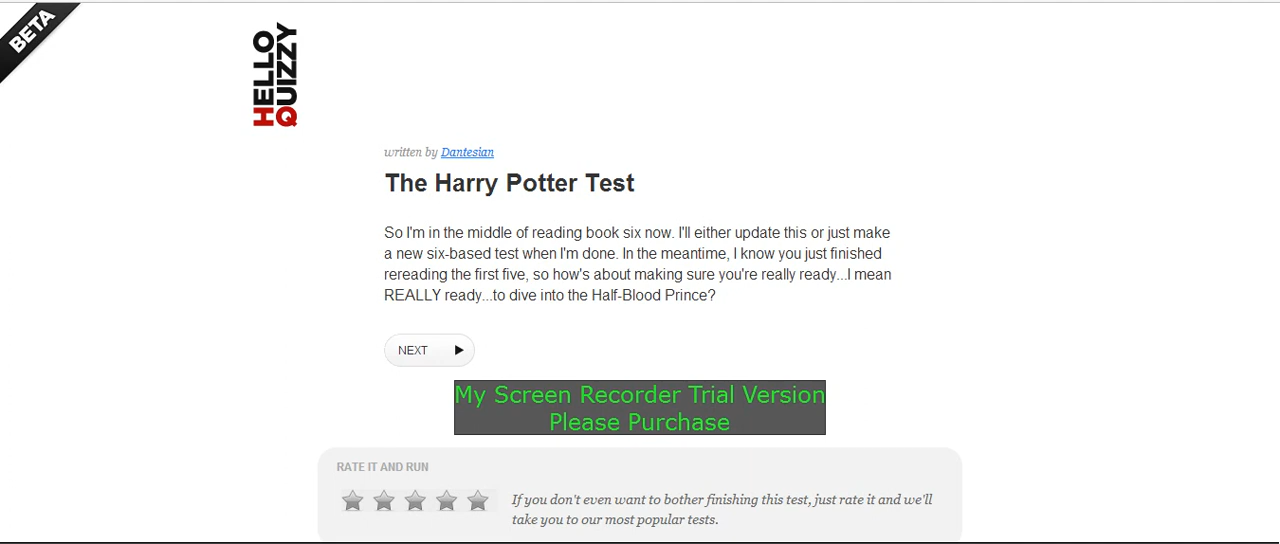 BETA
HELLO
QUIZZY
written by Dantesian
The Harry Potter Test
So I'm in the middle of reading book six now. I'll either update this or just make
a new six-based test when I'm done. In the meantime, I know you just finished
rereading the first five, so how's about making sure you're really ready...I mean
REALLY ready...to dive into the Half-Blood Prince?
NEXT
My Screen Recorder Trial Version
Please Purchase
RATE IT AND RUN
If you don't even want to bother finishing this test, just rate it and we'll
take you to our most popular tests.